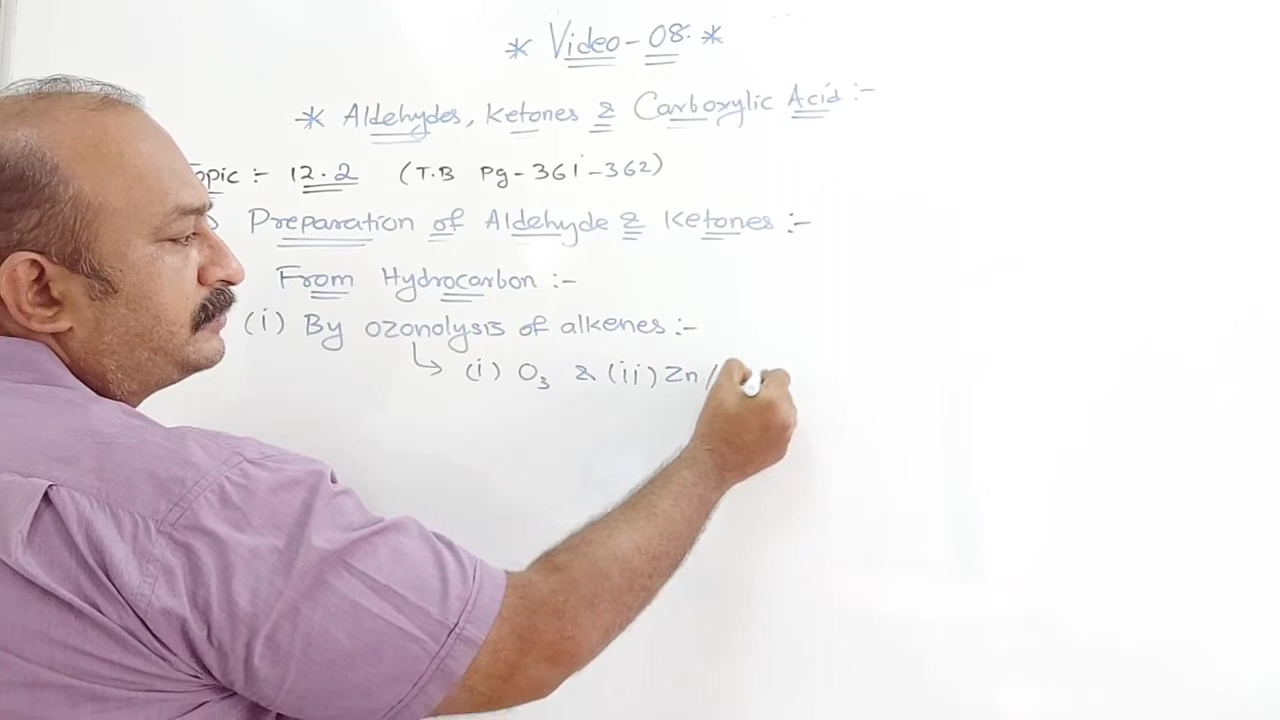 * Video - 08. *
* Aldehydes, Ketones & Carboxylic Acid :-
Topic :- 12.2 (T.B Pg - 361 - 362)
Preparation of Aldehyde & Ketones :-
From Hydrocarbon :-
(i) By ozonolysis of alkenes :-
↳ (i) O₃ & (ii) Zn/